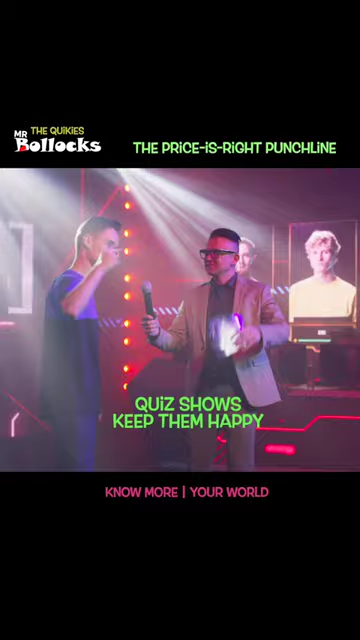 THE QUiKiES
MR
Bollocks
THE PRiCE-iS-RiGHT PUNCHLiNE
QUiZ SHOWS
KEEP THEM HAPPY
KNOW MORE | YOUR WORLD